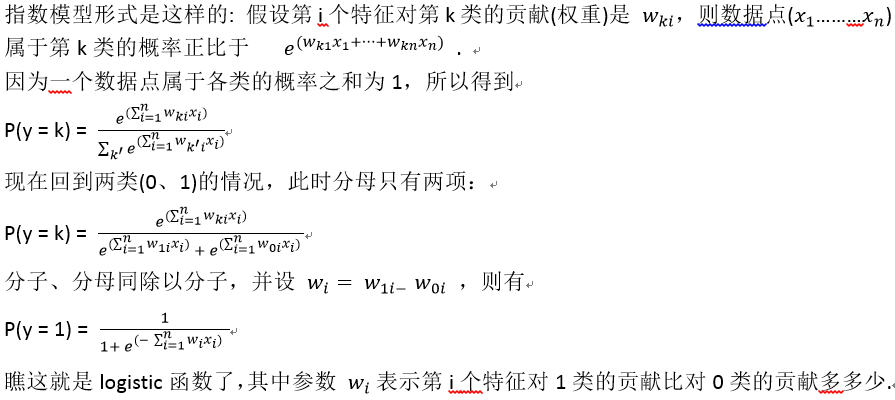 指数模型形式是这样的: 假设第 i 个特征对第 k 类的贡献(权重)是 w_{ki}，则数据点(x_1………x_n)
属于第 k 类的概率正比于 e^{(w_{k1}x_1+⋯+w_{kn}x_n)} .
因为一个数据点属于各类的概率之和为 1，所以得到
P(y = k) = \frac{e^{(\sum_{i=1}^{n} w_{ki}x_i)}}{\sum_{k'} e^{(\sum_{i=1}^{n} w_{k'i}x_i)}}
现在回到两类(0、1)的情况，此时分母只有两项：
P(y = k) = \frac{e^{(\sum_{i=1}^{n} w_{ki}x_i)}}{e^{(\sum_{i=1}^{n} w_{1i}x_i)} + e^{(\sum_{i=1}^{n} w_{0i}x_i)}}
分子、分母同除以分子，并设 w_i = w_{1i-} w_{0i} ，则有
P(y = 1) = \frac{1}{1+ e^{(- \sum_{i=1}^{n} w_i x_i)}}
瞧这就是 logistic 函数了,其中参数 w_i 表示第 i 个特征对 1 类的贡献比对 0 类的贡献多多少.